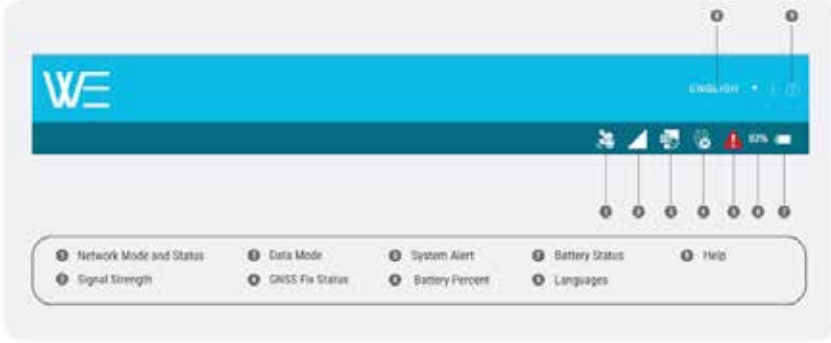 WE
ENGLISH
Network Mode and Status Data Mode System Alert Battery Status Help
Signal Strength GNSS Fix Status Battery Percent Languages